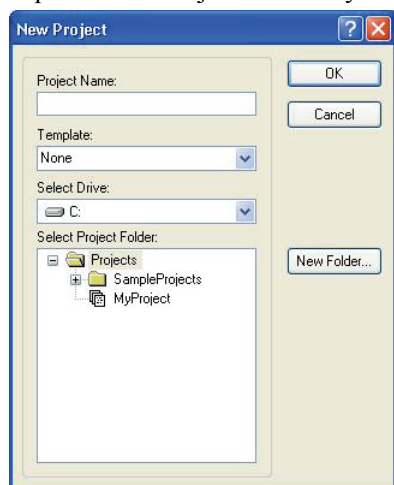 New Project
Project Name:
OK
Cancel
Template:
None
Select Drive:
C:
Select Project Folder:
Projects
SampleProjects
MyProject
New Folder...